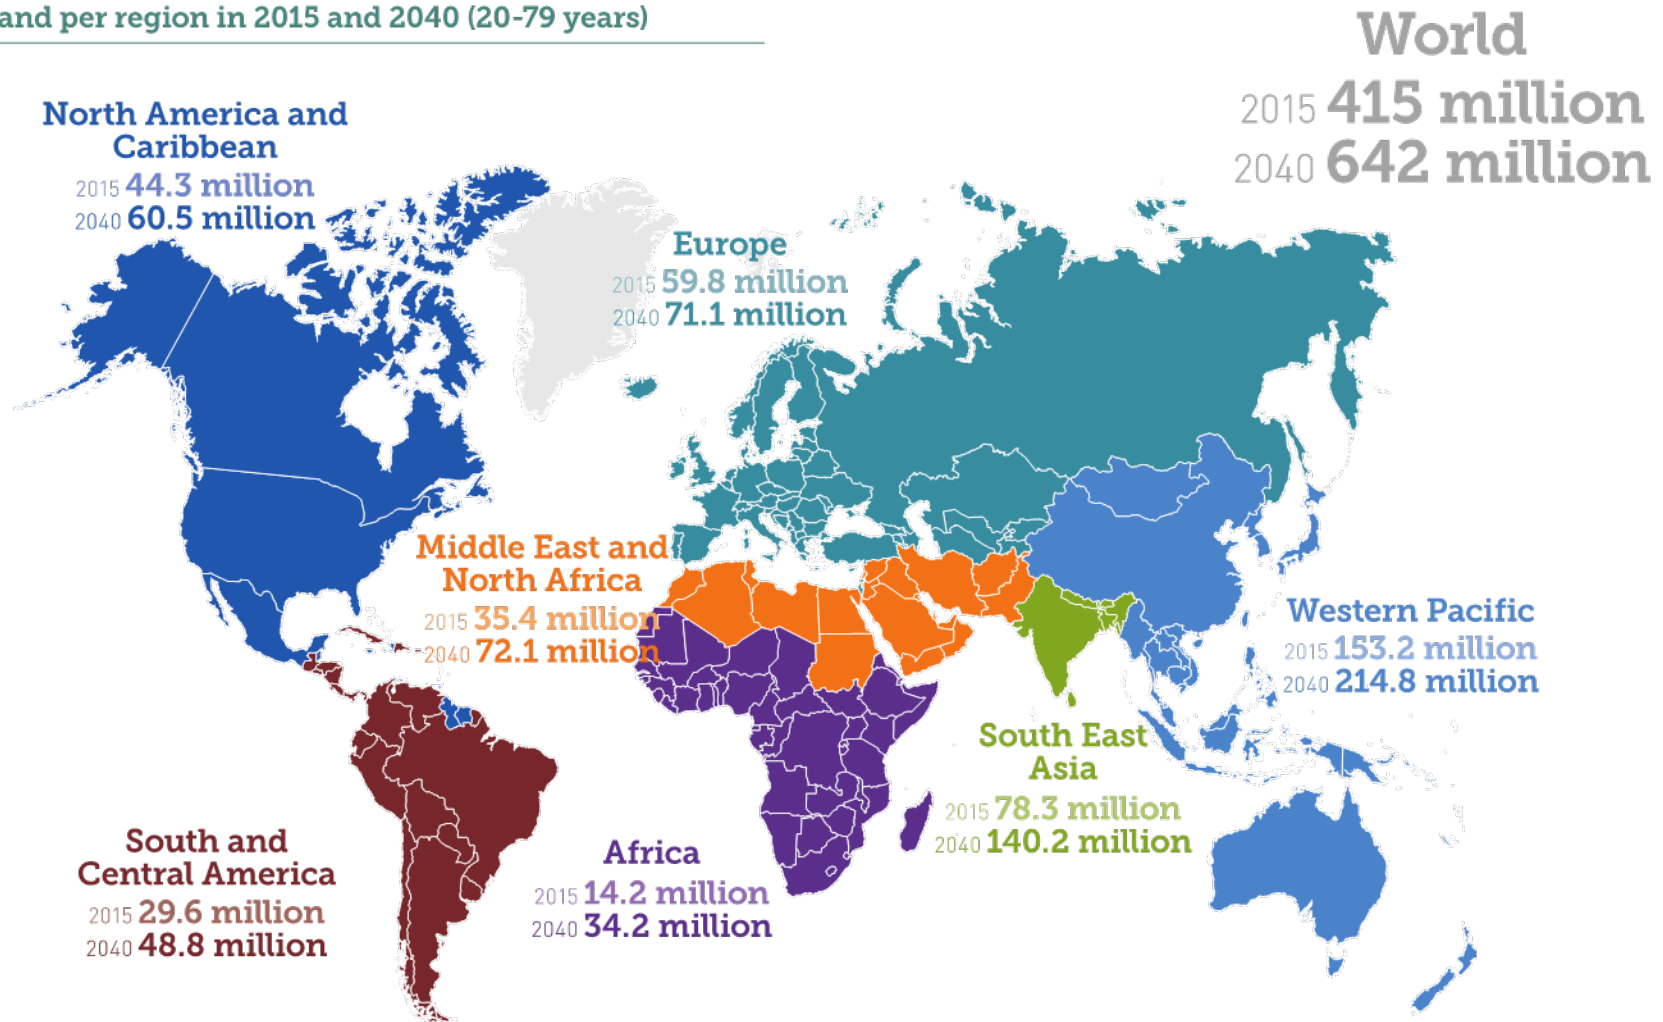 and per region in 2015 and 2040 (20-79 years)
World
2015 415 million
2040 642 million
North America and
Caribbean
2015 44.3 million
2040 60.5 million
Europe
2015 59.8 million
2040 71.1 million
Middle East and
North Africa
2015 35.4 million
2040 72.1 million
Western Pacific
2015 153.2 million
2040 214.8 million
South East
Asia
2015 78.3 million
2040 140.2 million
South and
Central America
2015 29.6 million
2040 48.8 million
Africa
2015 14.2 million
2040 34.2 million